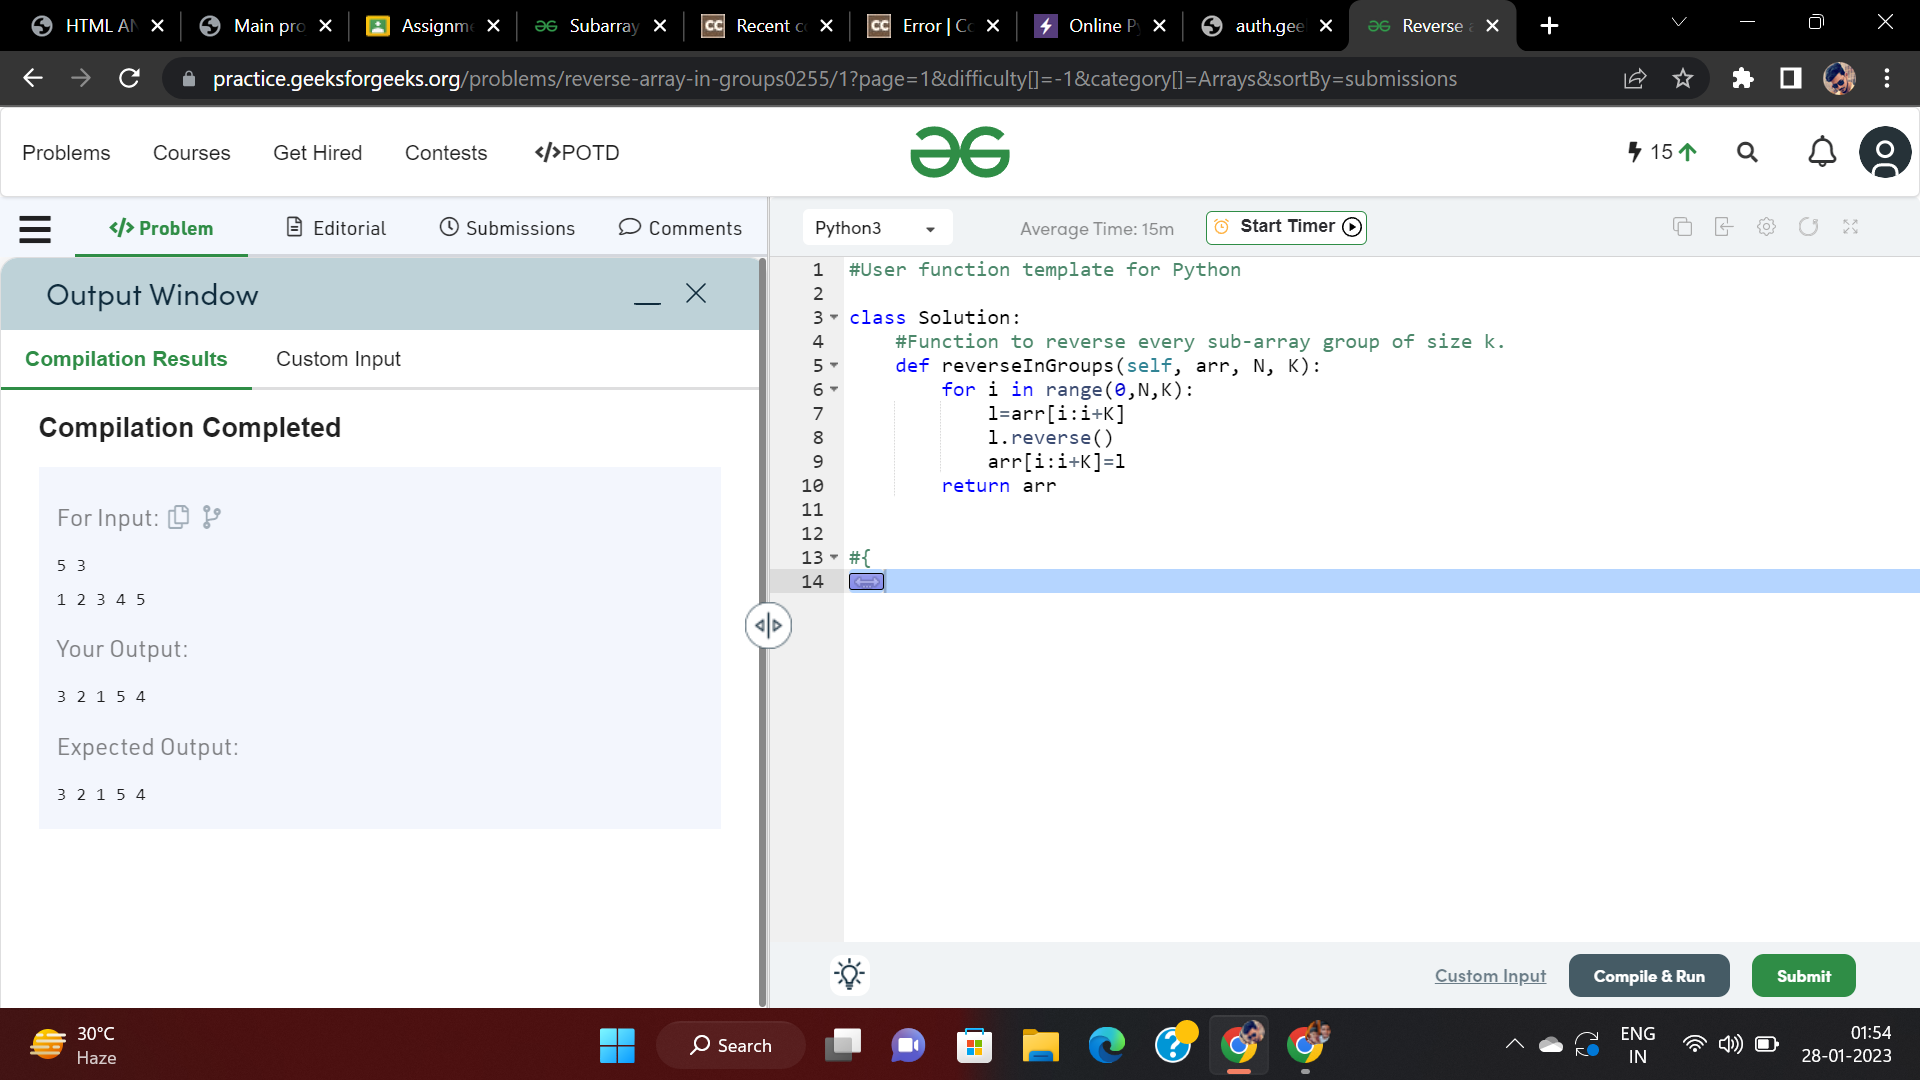 HTML AN
Main pro
Assignme
Subarray
Recent co
Error | Co
Online Py
auth.geek
Reverse a
practice.geeksforgeeks.org/problems/reverse-array-in-groups0255/1?page=1&difficulty[]=-1&category[]=Arrays&sortBy=submissions
Problems
Courses
Get Hired
Contests
</>POTD
15
</> Problem
Editorial
Submissions
Comments
Python3
Average Time: 15m
Start Timer
Output Window
Compilation Results
Custom Input
Compilation Completed
For Input:
5 3
1 2 3 4 5
Your Output:
3 2 1 5 4
Expected Output:
3 2 1 5 4
1 #User function template for Python
2
3 class Solution:
4 #Function to reverse every sub-array group of size k.
5 def reverseInGroups(self, arr, N, K):
6 for i in range(0,N,K):
7 l=arr[i:i+K]
8 l.reverse()
9 arr[i:i+K]=l
10 return arr
11
12
13 #{
14
Custom Input
Compile & Run
Submit
30°C
Haze
Search
ENG
IN
01:54
28-01-2023